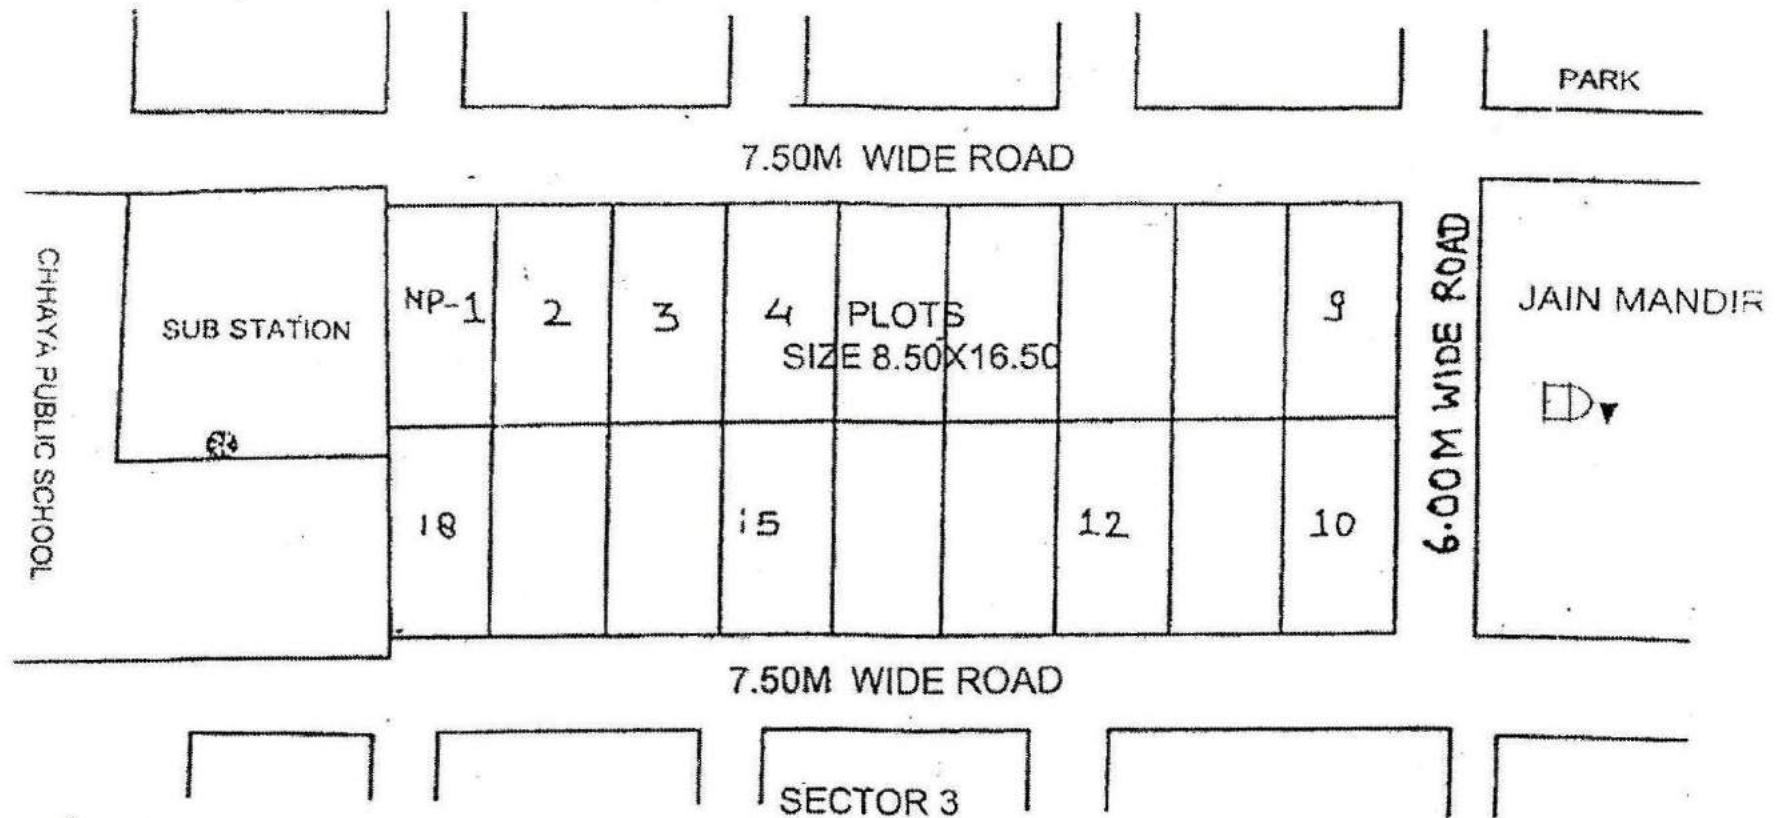 PARK
7.50M WIDE ROAD
CHHAYA PUBLIC SCHOOL
SUB STATION
NP-1
2
3
4
PLOTS
SIZE 8.50X16.50
9
6.00M WIDE ROAD
JAIN MANDIR
18
15
12
10
7.50M WIDE ROAD
SECTOR 3